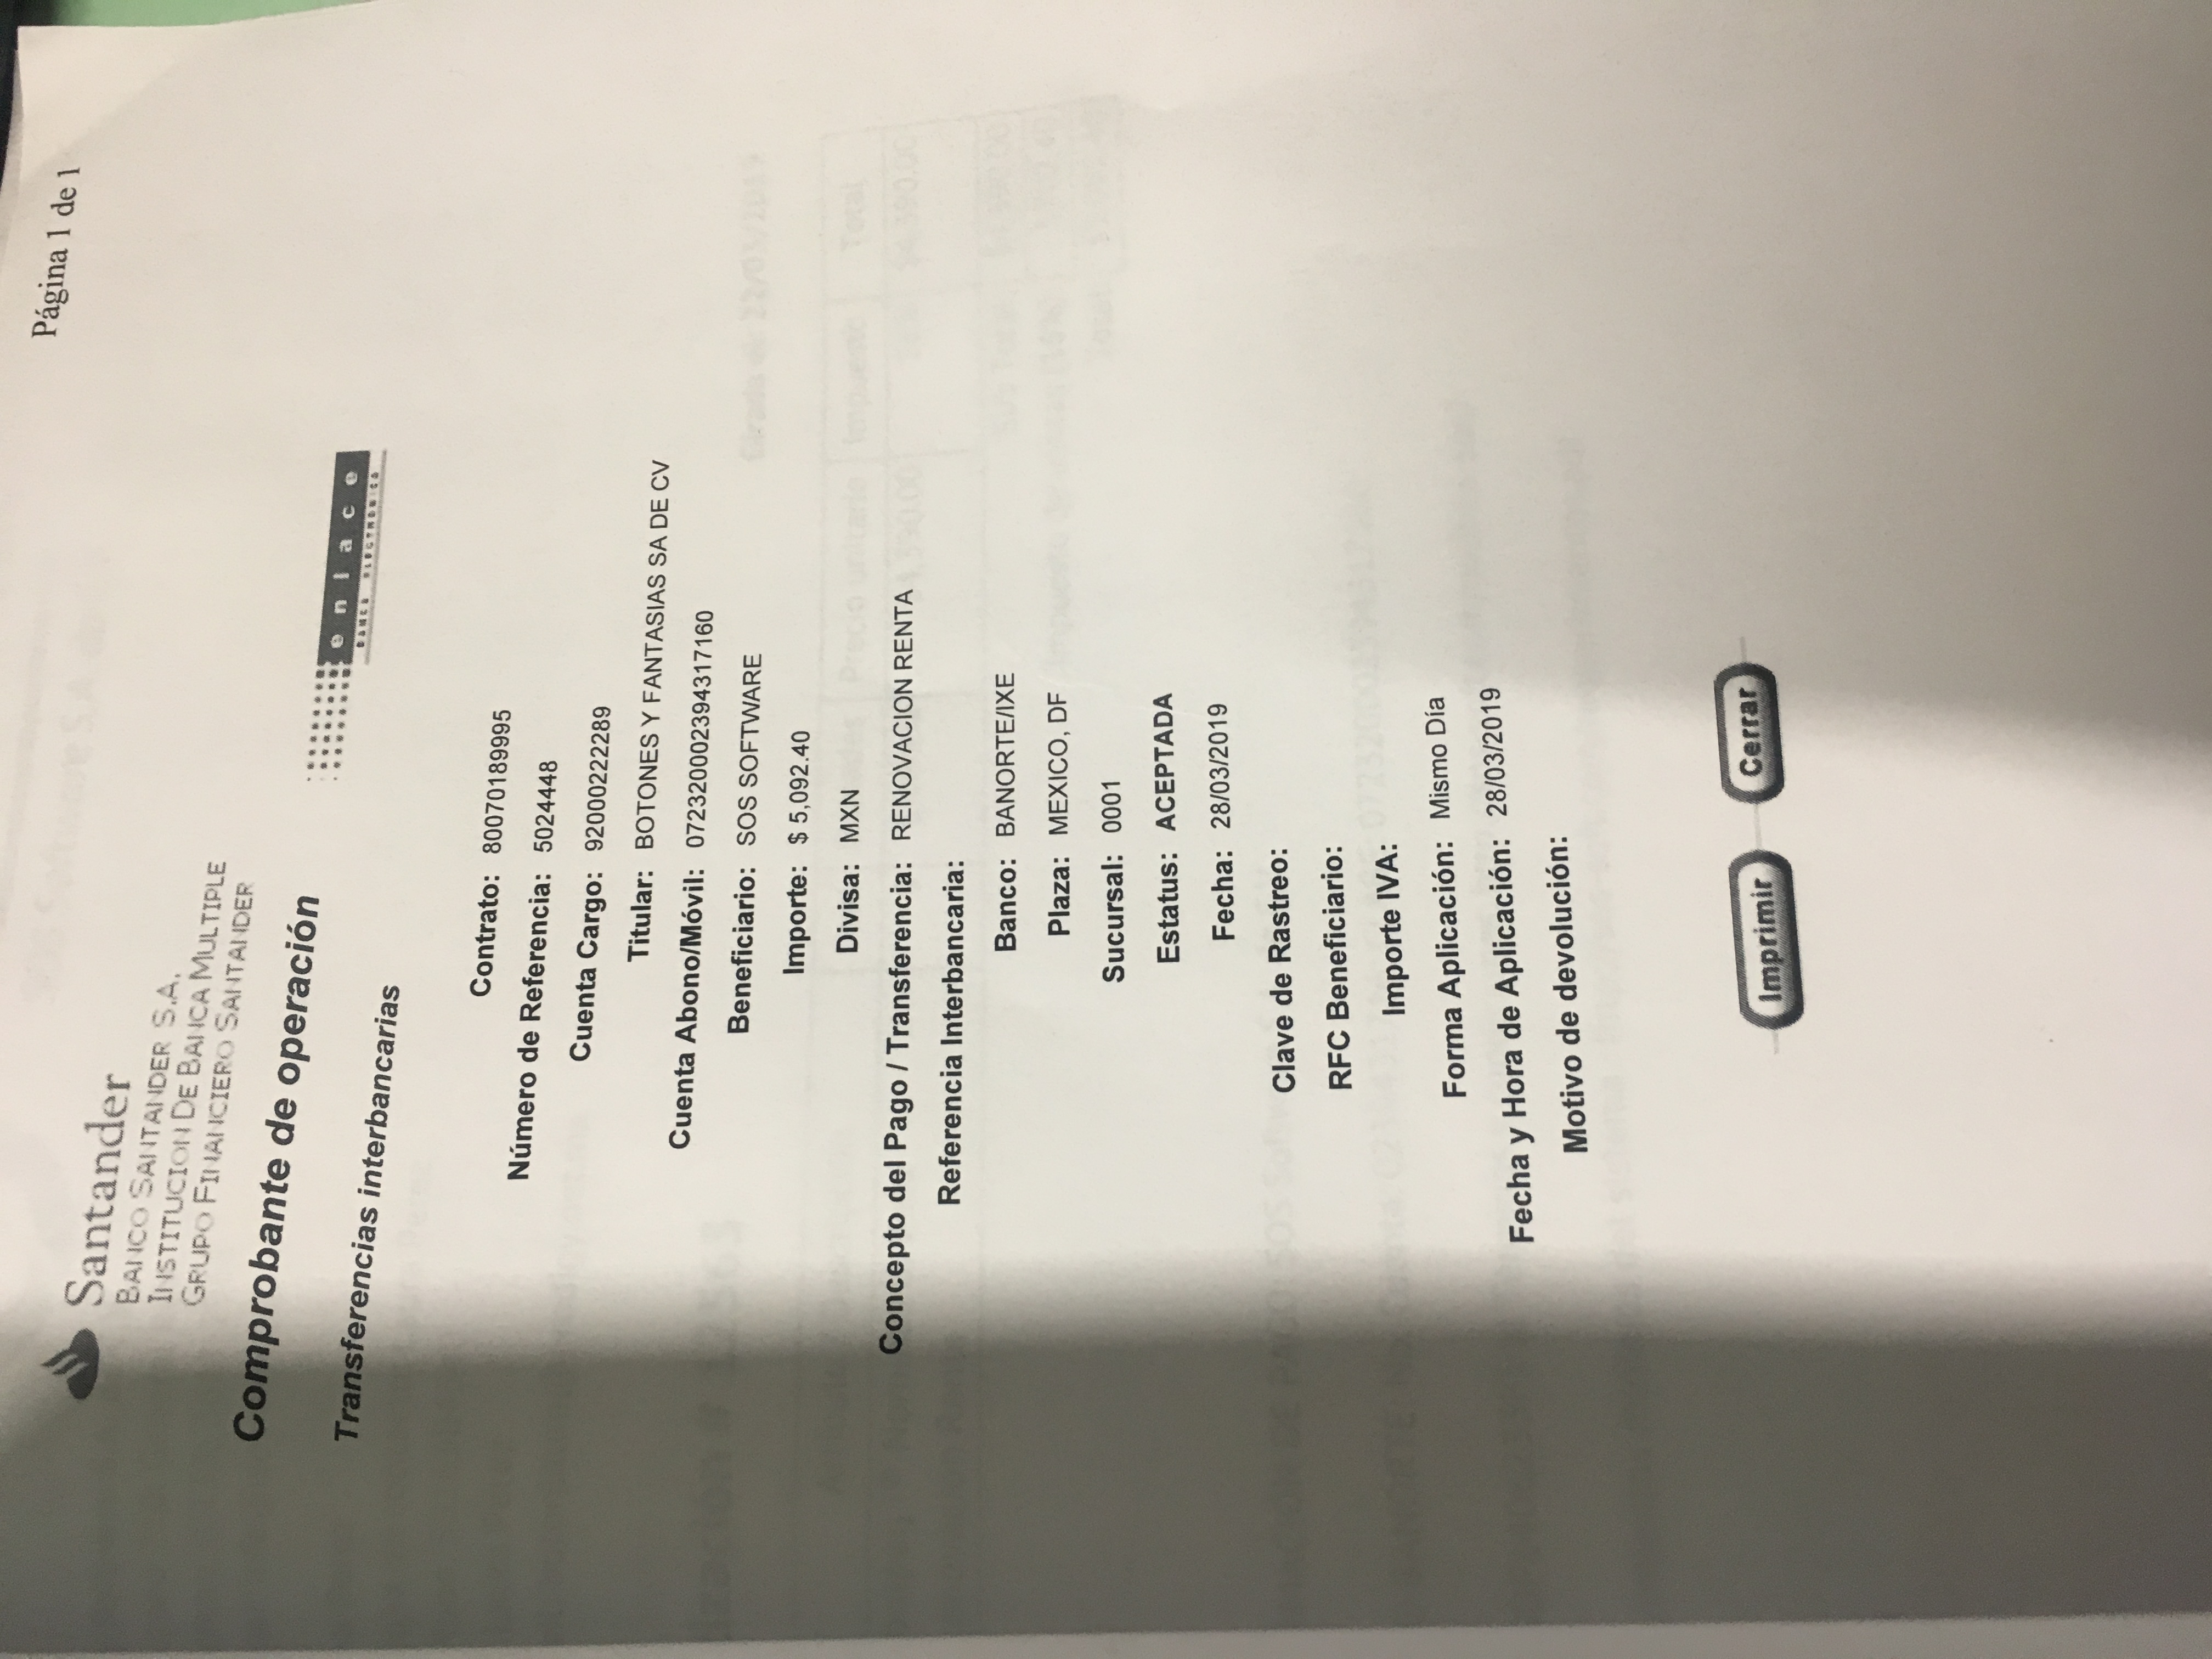 Página 1 de 1
Santander
BANCO SANTANDER S.A.
INSTITUCION DE BANCA MULTIPLE
GRUPO FINANCIERO SANTANDER
Comprobante de operación
enlace
BANCA ELECTRONICA
Transferencias interbancarias
Contrato: 80070189995
Número de Referencia: 5024448
Cuenta Cargo: 92000222289
Titular: BOTONES Y FANTASIAS SA DE CV
Cuenta Abono/Móvil: 072320002394317160
Beneficiario: SOS SOFTWARE
Importe: $ 5,092.40
Divisa: MXN
Concepto del Pago / Transferencia: RENOVACION RENTA
Referencia Interbancaria:
Banco: BANORTE/IXE
Plaza: MEXICO, DF
Sucursal: 0001
Estatus: ACEPTADA
Fecha: 28/03/2019
Clave de Rastreo:
RFC Beneficiario:
Importe IVA:
Forma Aplicación: Mismo Día
Fecha y Hora de Aplicación: 28/03/2019
Motivo de devolución:
Imprimir Cerrar